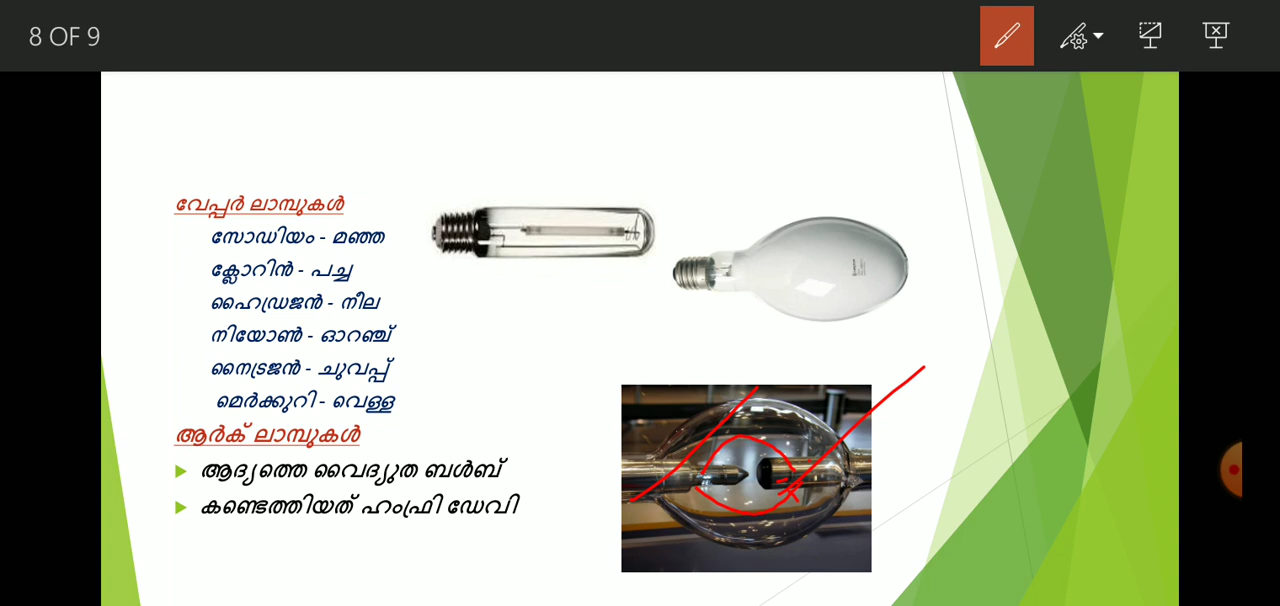 8 OF 9
വേപ്പർ ലാമ്പുകൾ
സോഡിയം - മഞ്ഞ
ക്ലോറിൻ - പച്ച
ഹൈഡ്രജൻ - നീല
നിയോൺ - ഓറഞ്ച്
നൈട്രജൻ - ചുവപ്പ്
മെർക്കുറി - വെള്ള
ആർക് ലാമ്പുകൾ
ആദ്യത്തെ വൈദ്യുത ബൾബ്
കണ്ടെത്തിയത് ഹംഫ്രി ഡേവി